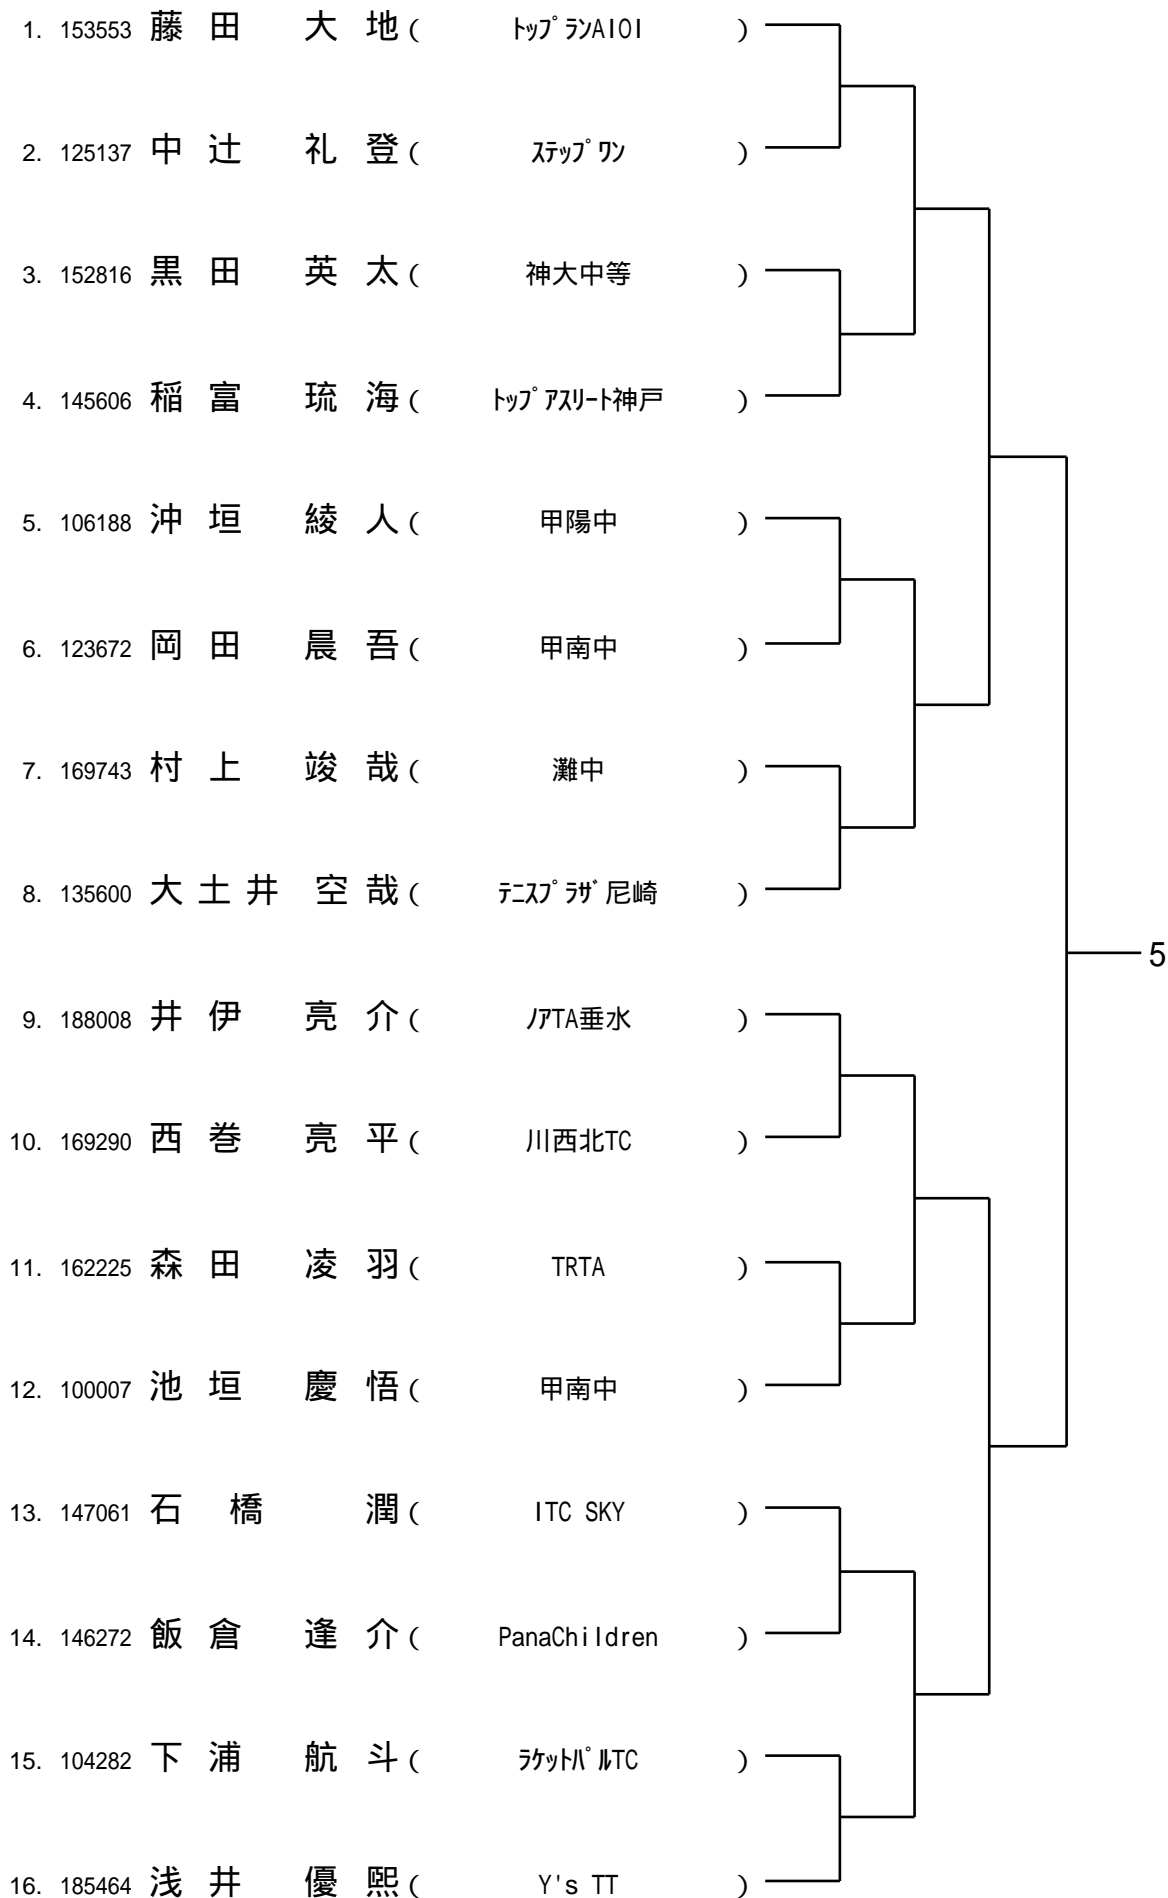 1. 153553 藤 田 大 地 ( ﾄｯﾌﾟﾗﾝAIOI )
2. 125137 中 辻 礼 登 ( ｽﾃｯﾌﾟﾜﾝ )
3. 152816 黒 田 英 太 ( 神大中等 )
4. 145606 稲 富 琉 海 ( ﾄｯﾌﾟｱｽﾘｰﾄ神戸 )
5. 106188 沖 垣 綾 人 ( 甲陽中 )
6. 123672 岡 田 晨 吾 ( 甲南中 )
7. 169743 村 上 竣 哉 ( 灘中 )
8. 135600 大 土 井 空 哉 ( ﾃﾆｽﾌﾟﾗｻﾞ尼崎 )
5
9. 188008 井 伊 亮 介 ( ﾉｱTA垂水 )
10. 169290 西 巻 亮 平 ( 川西北TC )
11. 162225 森 田 凌 羽 ( TRTA )
12. 100007 池 垣 慶 悟 ( 甲南中 )
13. 147061 石 橋 潤 ( ITC SKY )
14. 146272 飯 倉 逢 介 ( PanaChildren )
15. 104282 下 浦 航 斗 ( ﾗｹｯﾄﾊﾟﾙTC )
16. 185464 浅 井 優 熙 ( Y's TT )